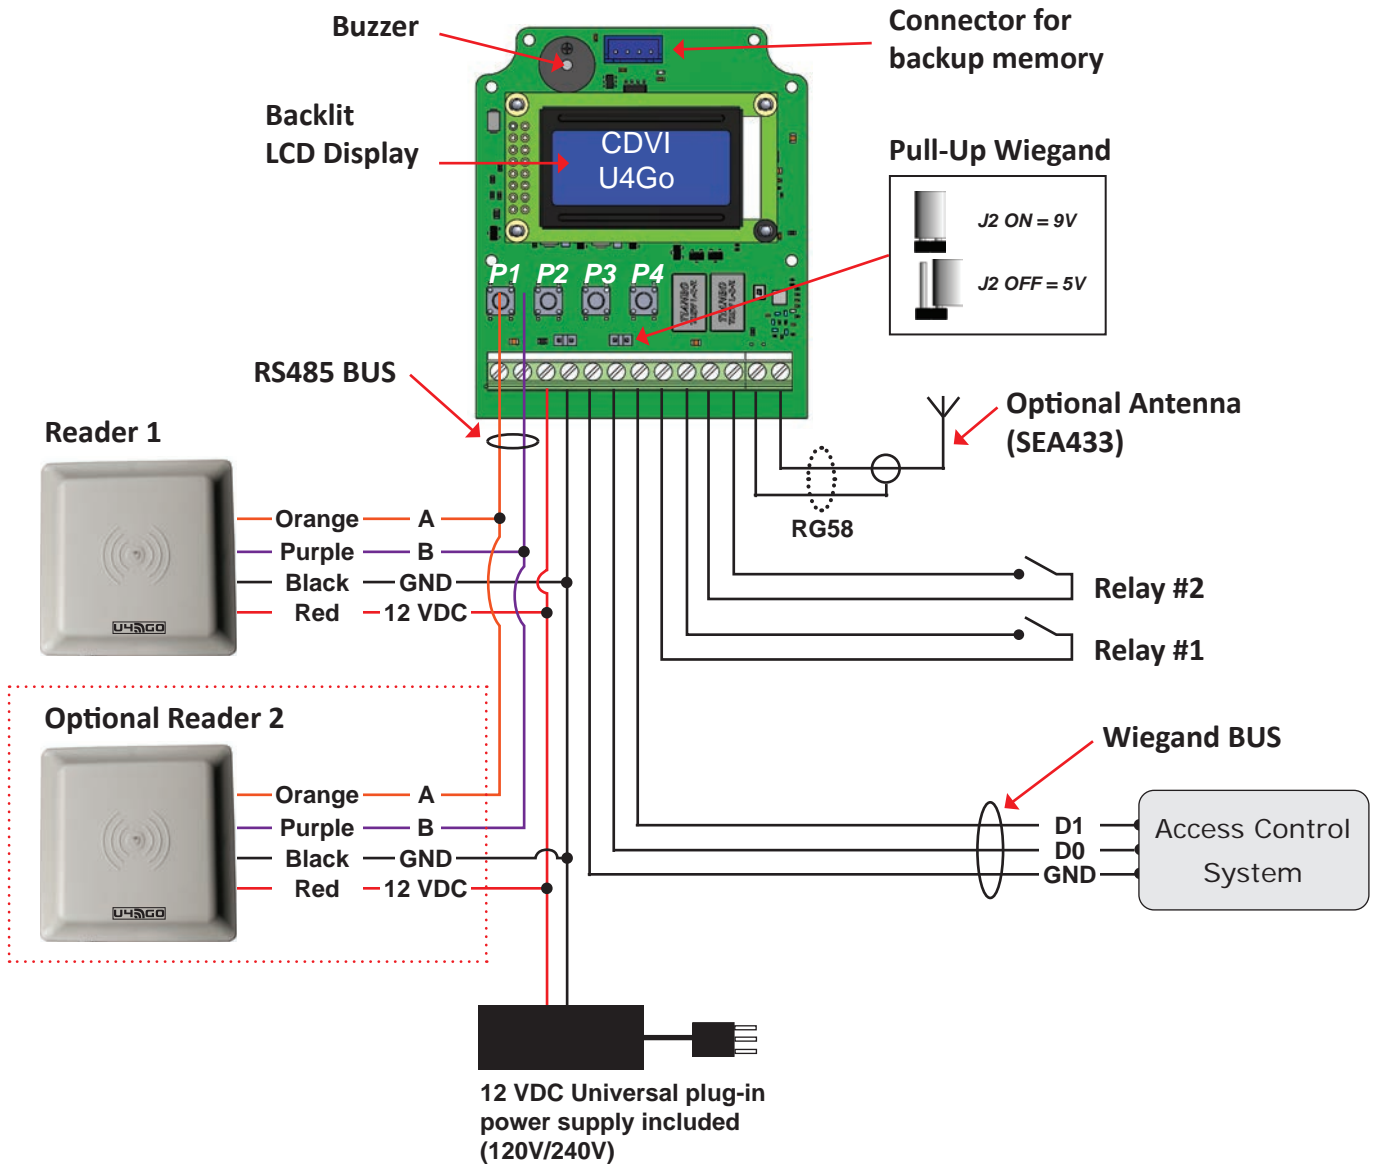 Buzzer
Connector for
backup memory
Backlit
LCD Display
CDVI
U4Go
Pull-Up Wiegand
J2 ON = 9V
J2 OFF = 5V
P1 P2 P3 P4
RS485 BUS
Optional Antenna
(SEA433)
RG58
Reader 1
Orange A
Purple B
Black GND
Red 12 VDC
U4GO
Relay #2
Relay #1
Optional Reader 2
Orange A
Purple B
Black GND
Red 12 VDC
U4GO
Wiegand BUS
D1
D0
GND
Access Control
System
12 VDC Universal plug-in
power supply included
(120V/240V)